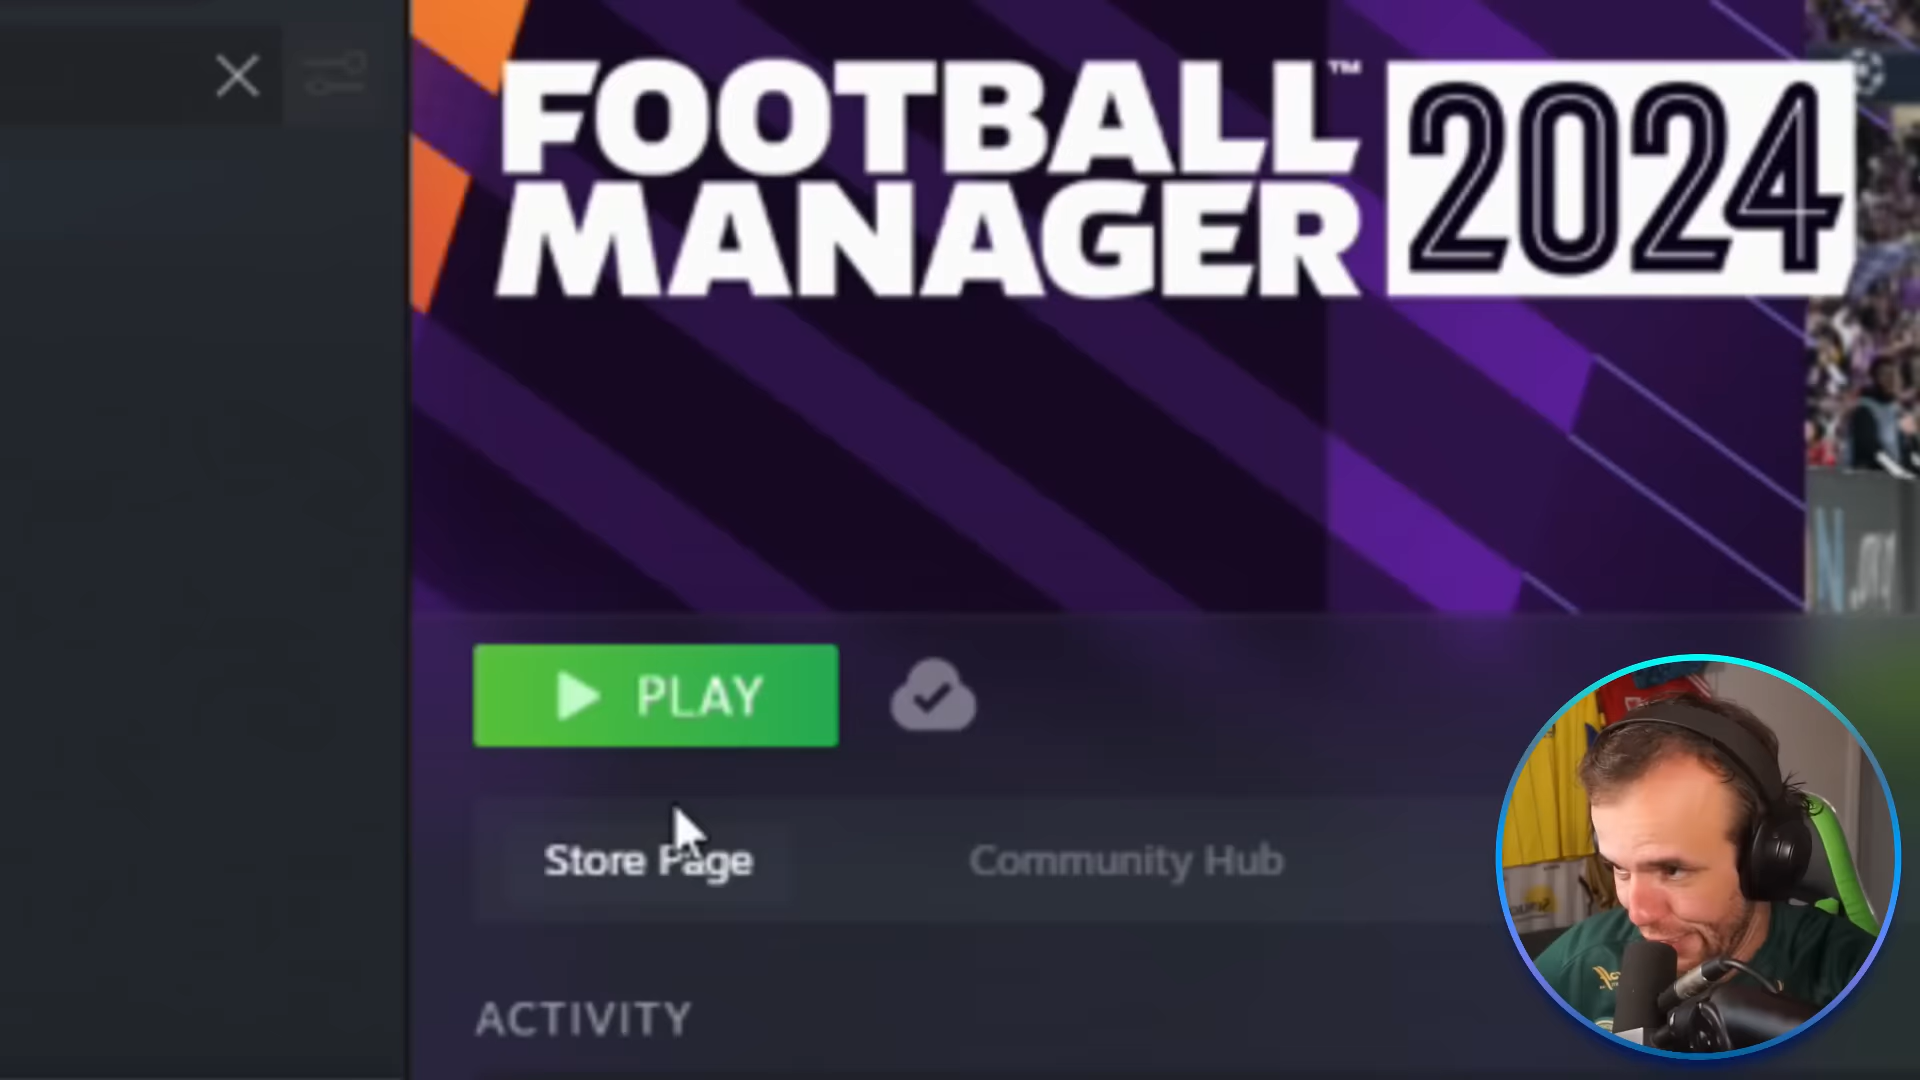 FOOTBALL™
MANAGER 2024
PLAY
Store Page
Community Hub
ACTIVITY